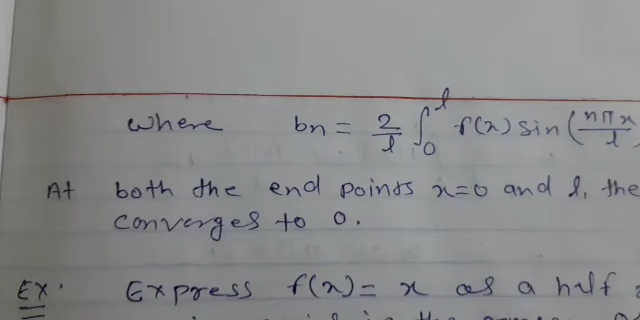 where bn = 2/l ∫₀ˡ f(x) sin (nπx/l
At both the end points x=0 and l, the
converges to 0.
Ex. Express f(x) = x as a half